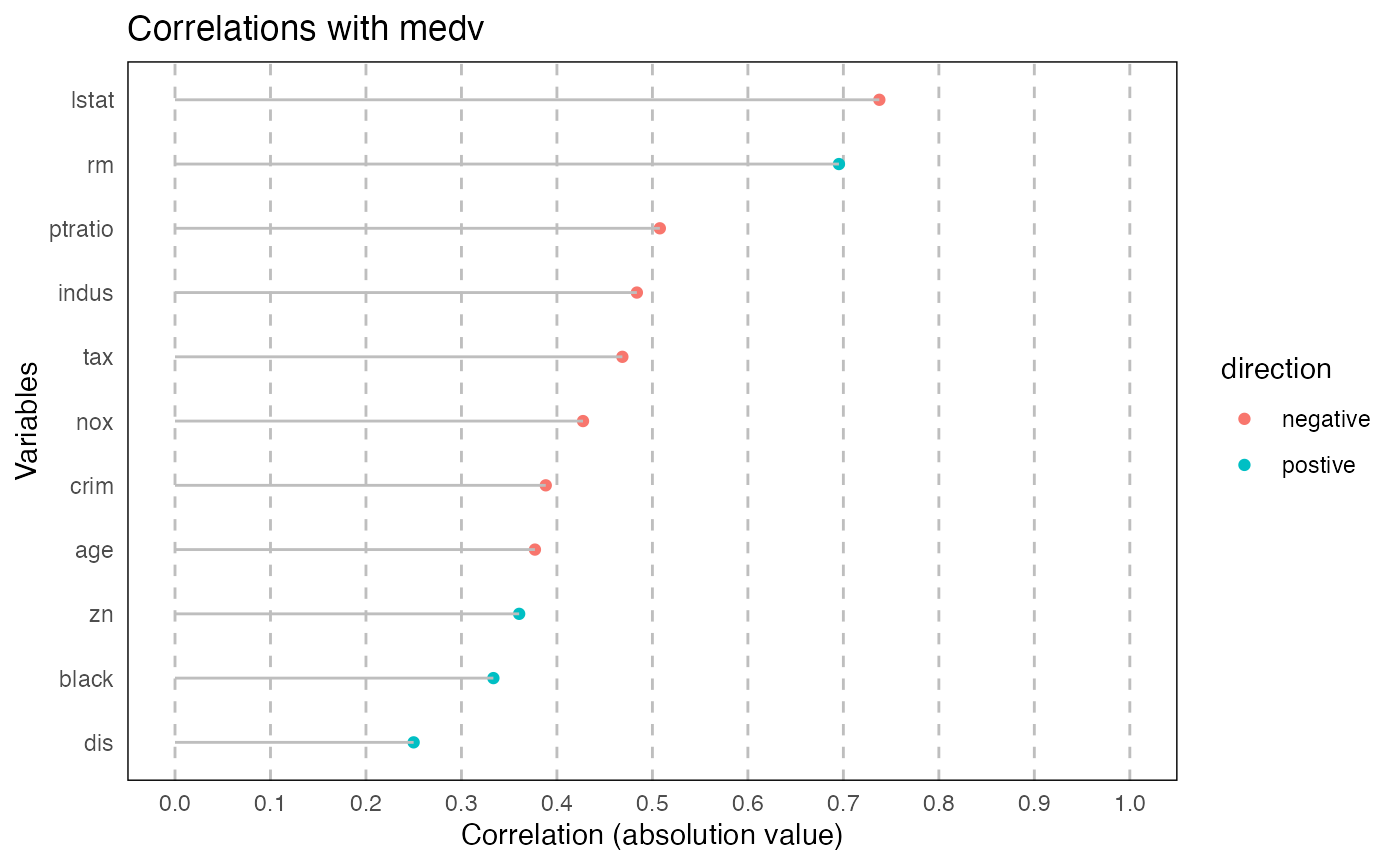 Correlations with medv
lstat
rm
ptratio
indus
tax
nox
crim
age
zn
black
dis
Variables
0.0 0.1 0.2 0.3 0.4 0.5 0.6 0.7 0.8 0.9 1.0
Correlation (absolution value)
direction
negative
postive